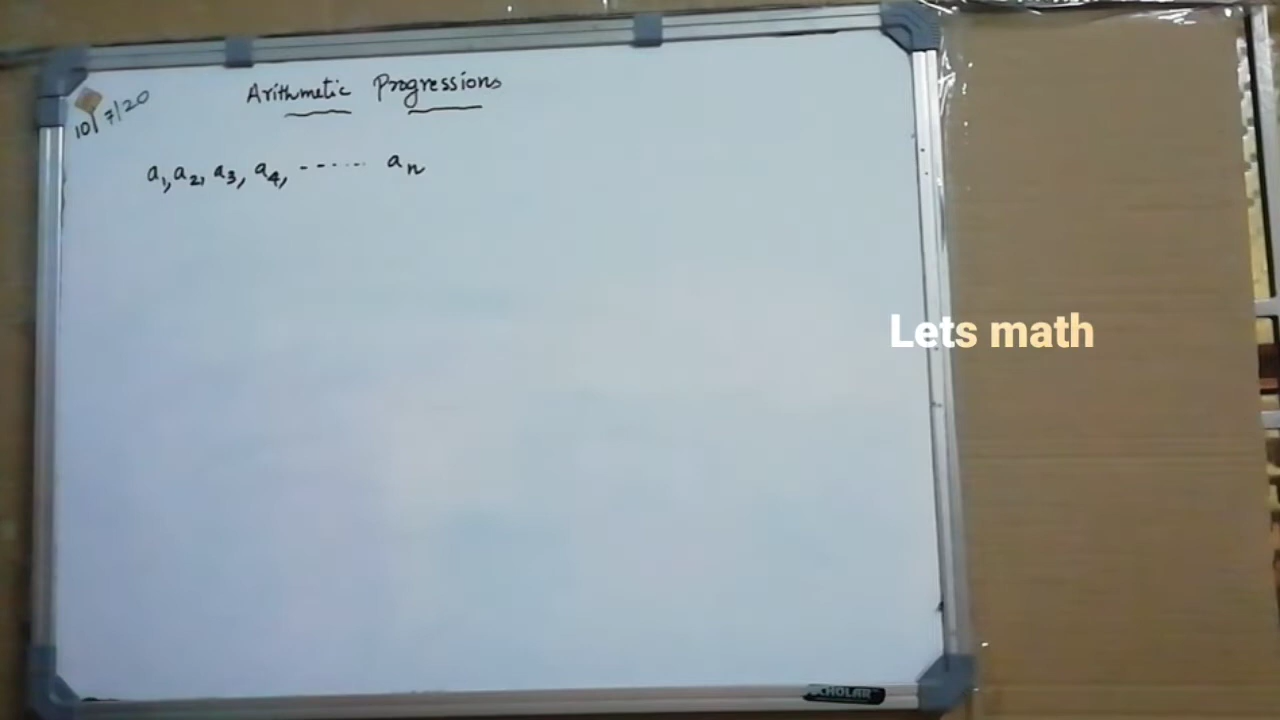 Arithmetic Progressions
10/7/20
a₁, a₂, a₃, a₄, ------ aₙ
Lets math
SCHOLAR